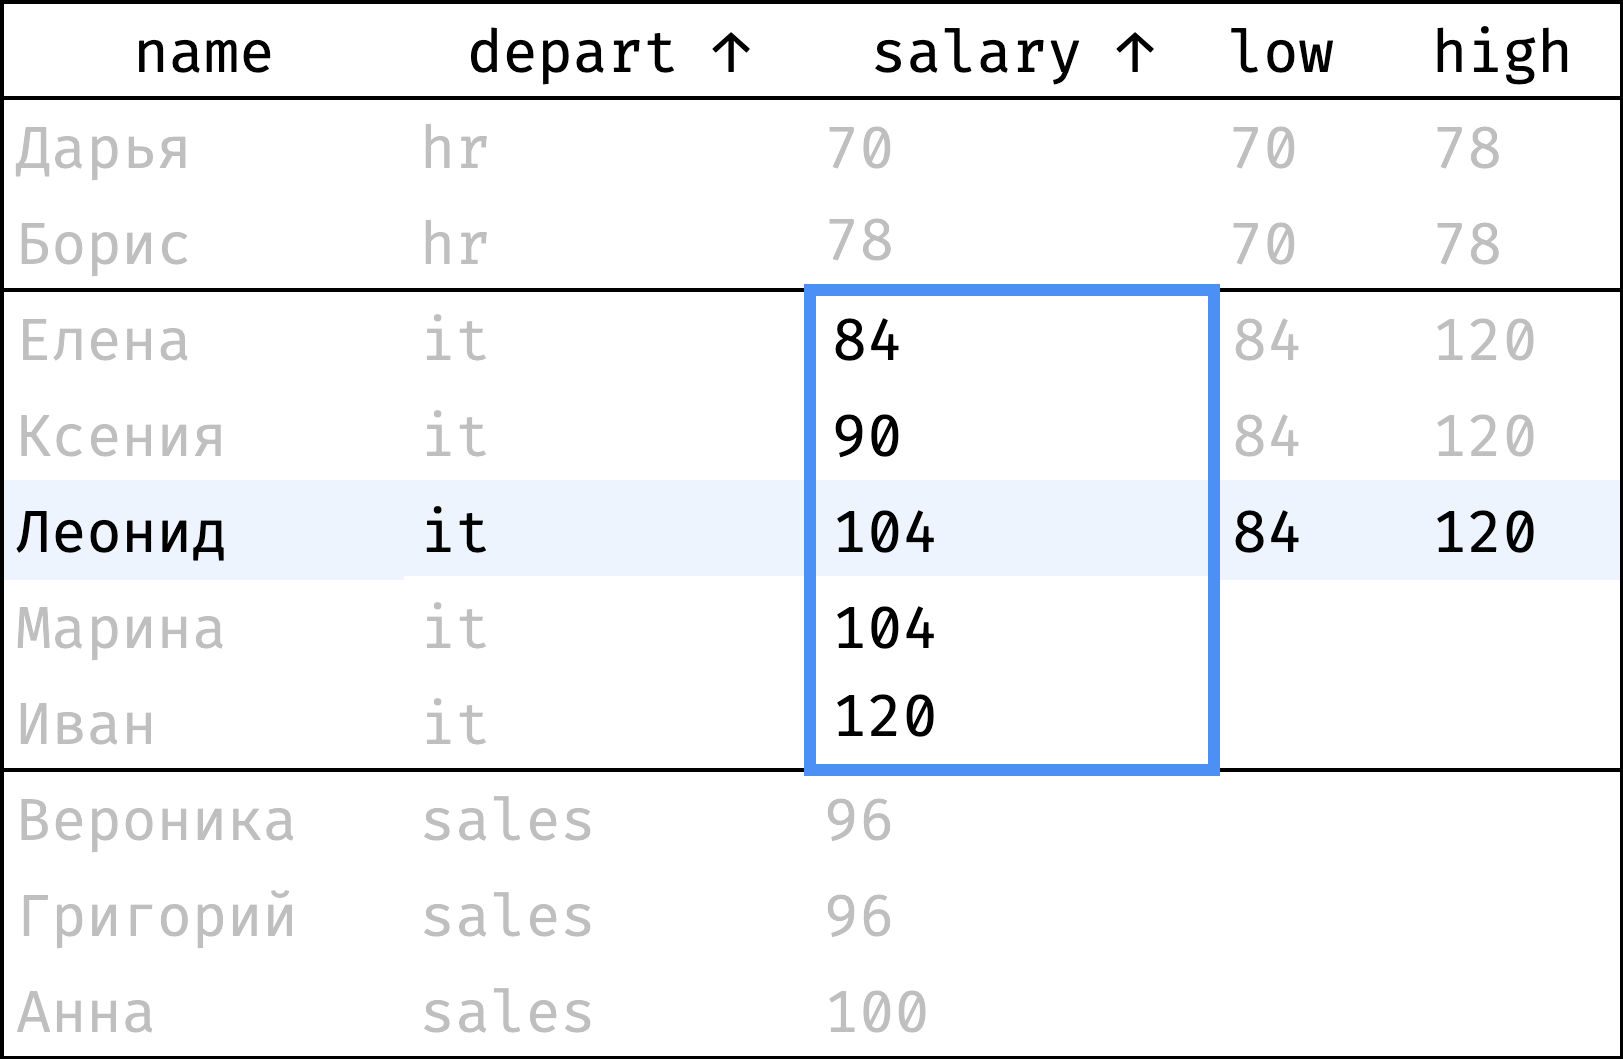 name depart ↑ salary ↑ low high
Дарья hr 70 70 78
Борис hr 78 70 78
Елена it 84 84 120
Ксения it 90 84 120
Леонид it 104 84 120
Марина it 104
Иван it 120
Вероника sales 96
Григорий sales 96
Анна sales 100